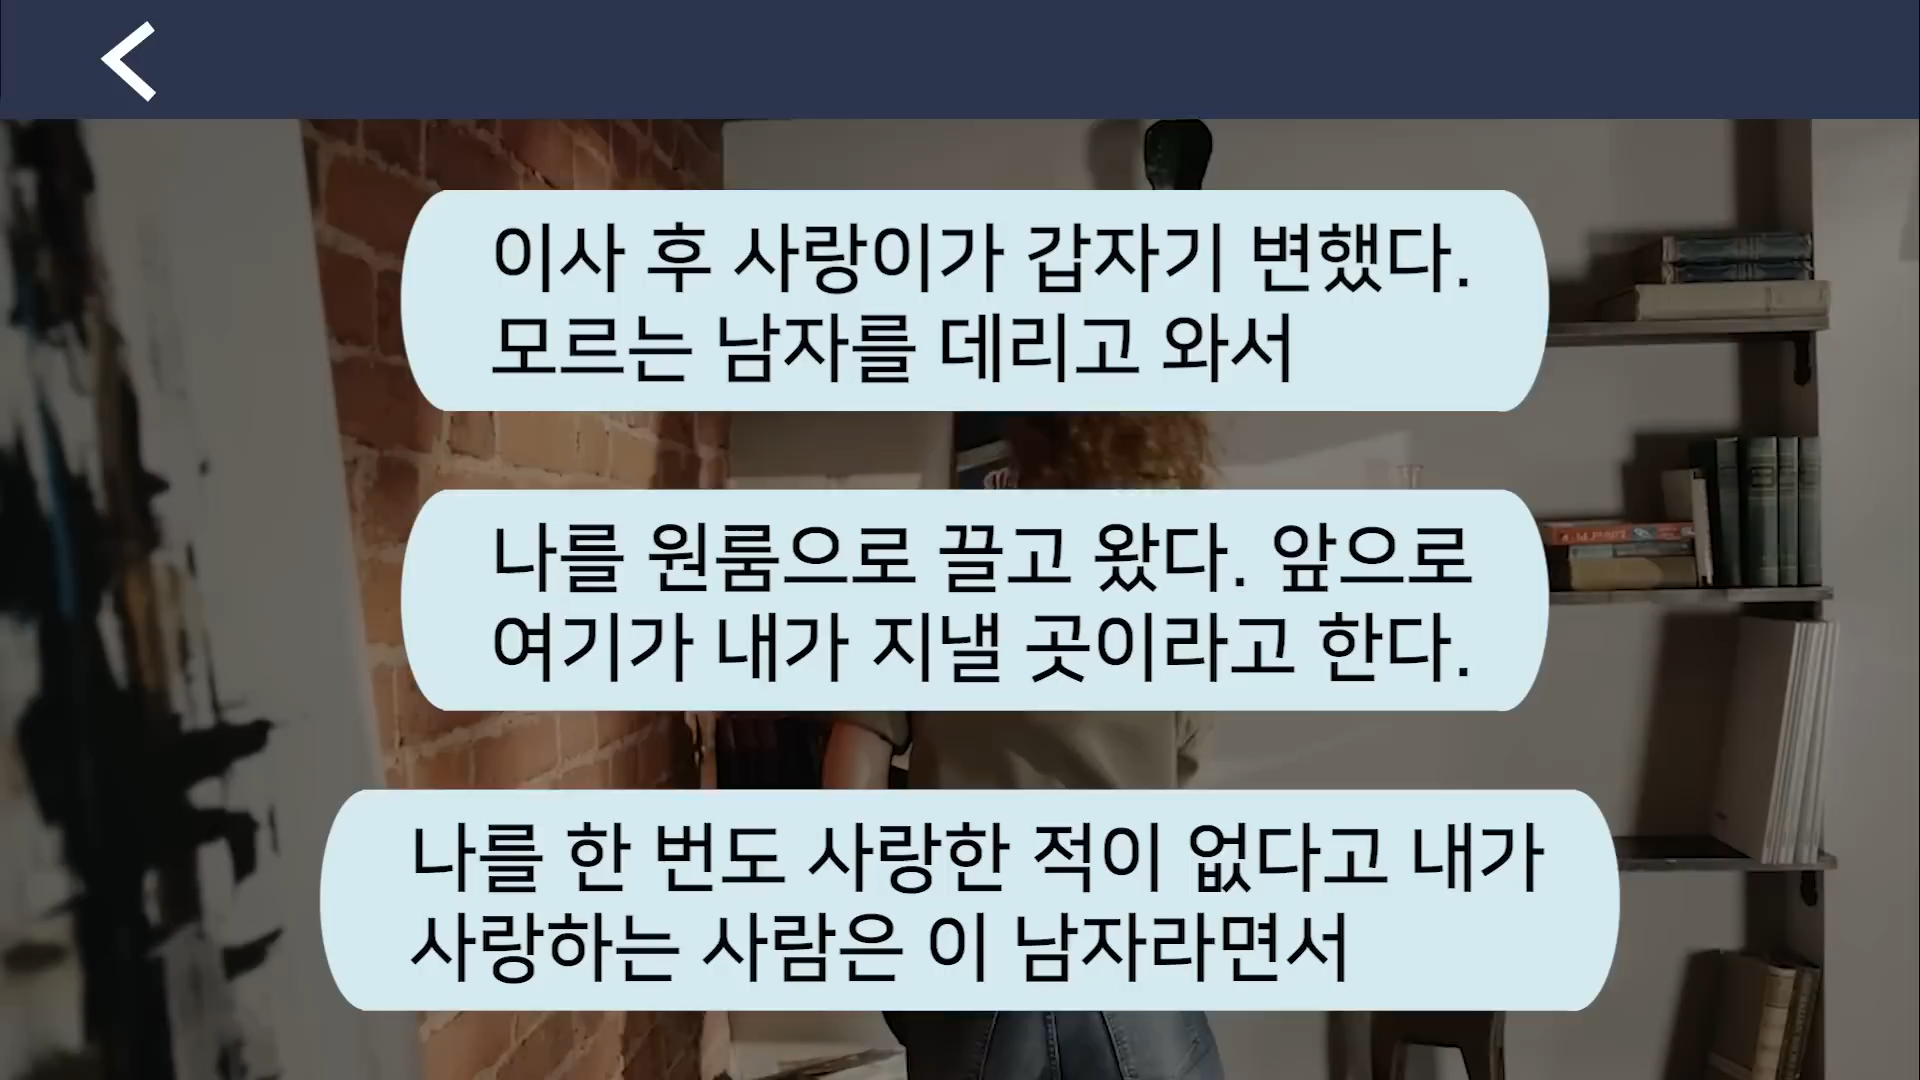 이사 후 사랑이가 갑자기 변했다.
모르는 남자를 데리고 와서
나를 원룸으로 끌고 왔다. 앞으로
여기가 내가 지낼 곳이라고 한다.
나를 한 번도 사랑한 적이 없다고 내가
사랑하는 사람은 이 남자라면서